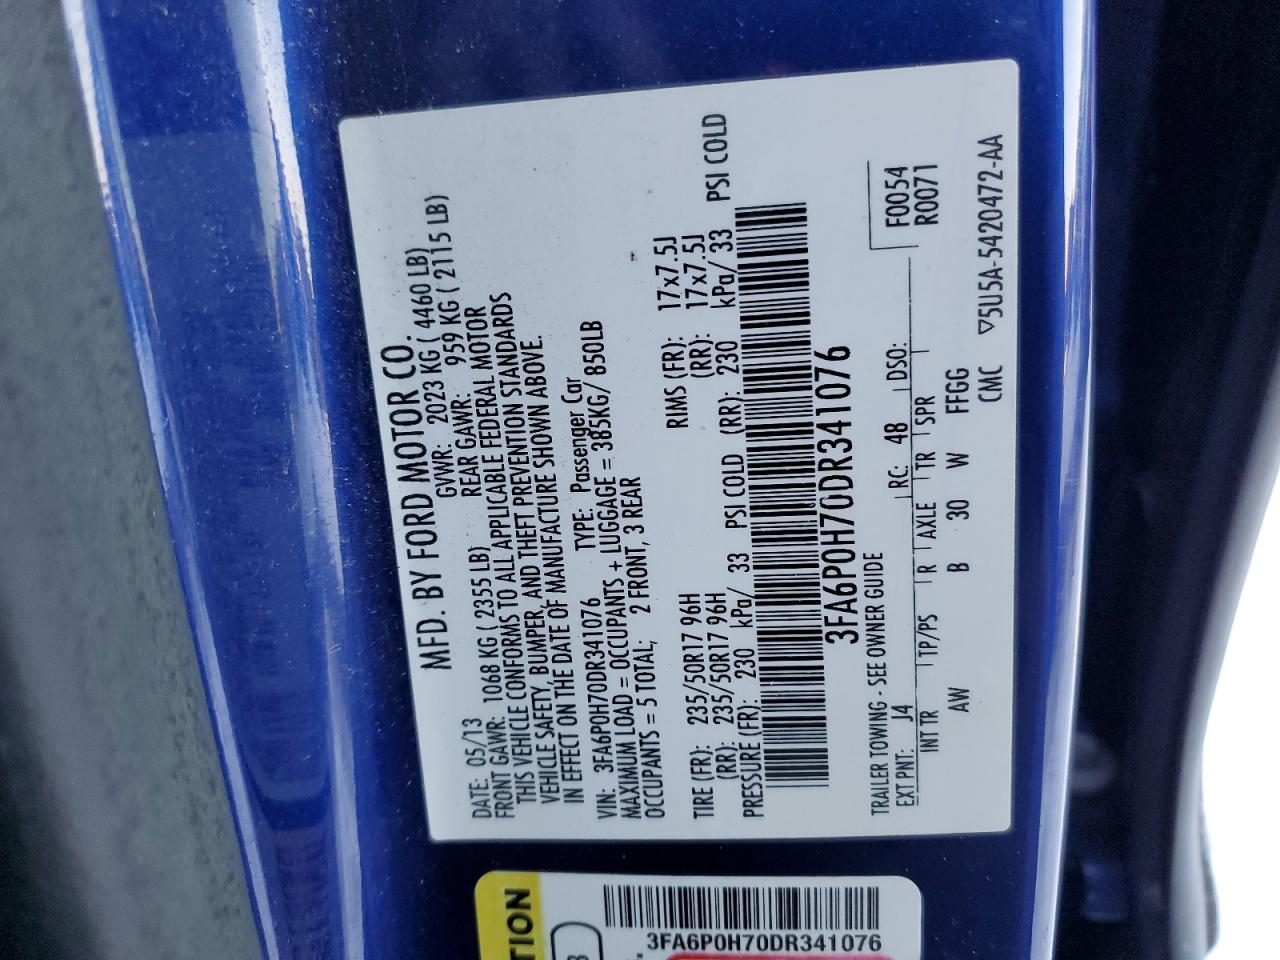 MFD. BY FORD MOTOR CO.
DATE: 05/13 GVWR: 2023 KG ( 4460 LB)
FRONT GAWR: 1068 KG ( 2355 LB) REAR GAWR: 959 KG ( 2115 LB)
THIS VEHICLE CONFORMS TO ALL APPLICABLE FEDERAL MOTOR
VEHICLE SAFETY, BUMPER, AND THEFT PREVENTION STANDARDS
IN EFFECT ON THE DATE OF MANUFACTURE SHOWN ABOVE.
VIN: 3FA6P0H70DR341076 TYPE: Passenger Car
MAXIMUM LOAD = OCCUPANTS + LUGGAGE = 385KG/ 850LB
OCCUPANTS = 5 TOTAL; 2 FRONT, 3 REAR
TIRE (FR): 235/50R17 96H RIMS (FR): 17x7.5J
(RR): 235/50R17 96H (RR): 17x7.5J
PRESSURE (FR): 230 kPa/ 33 PSI COLD (RR): 230 kPa/ 33 PSI COLD
3FA6P0H70DR341076
TRAILER TOWING - SEE OWNER GUIDE
F0054
R0071
EXT PNT: J4 RC: 48 DSO:
INT TR TP/PS R AXLE TR SPR
AW B 30 W FFGG
CMC ▽5U5A-5420472-AA
TION
3FA6P0H70DR341076